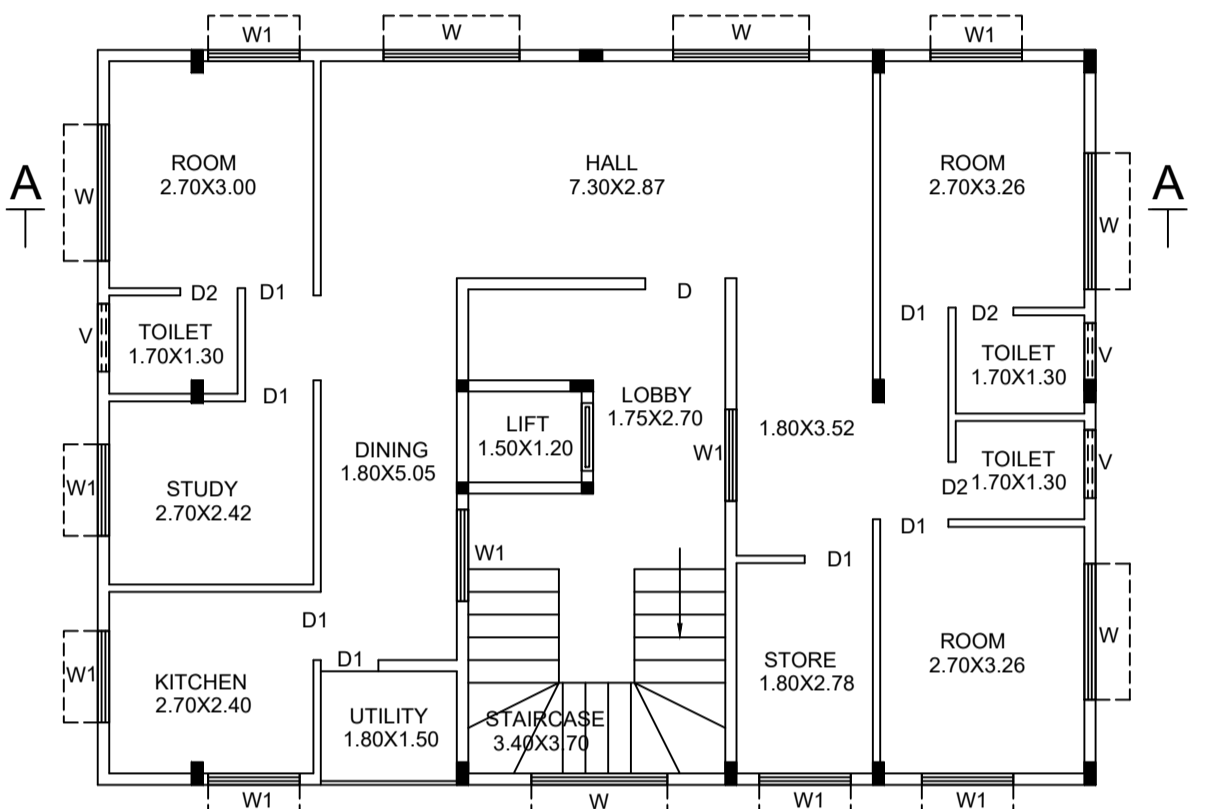 W1
W
W
W1
ROOM
2.70X3.00
HALL
7.30X2.87
ROOM
2.70X3.26
A
A
W
W
D2
D1
D
D1
D2
V
TOILET
1.70X1.30
TOILET
1.70X1.30
V
D1
LOBBY
1.75X2.70
LIFT
1.50X1.20
1.80X3.52
DINING
1.80X5.05
W1
TOILET
1.70X1.30
V
D2
W1
STUDY
2.70X2.42
D1
W1
D1
D1
W
ROOM
2.70X3.26
D1
STORE
1.80X2.78
W1
KITCHEN
2.70X2.40
UTILITY
1.80X1.50
STAIRCASE
3.40X3.70
W1
W
W1
W1